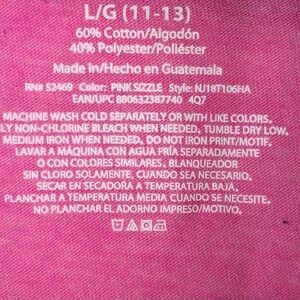 L/G (11-13)
60% Cotton/Algodón
40% Polyester/Poliéster
Made in/Hecho en Guatemala
RN# 52469 Color: PINK SIZZLE Style: NJ18T106HA
EAN/UPC 880632387740 4Q7
MACHINE WASH COLD SEPARATELY OR WITH LIKE COLORS.
ONLY NON-CHLORINE BLEACH WHEN NEEDED, TUMBLE DRY LOW.
MEDIUM IRON WHEN NEEDED. DO NOT IRON PRINT/MOTIF.
LAVAR A MAQUINA CON AGUA FRÍA SEPARADAMENTE
O CON COLORES SIMILARES. BLANQUEADOR
SIN CLORO SOLAMENTE, CUANDO SEA NECESARIO.
SECAR EN SECADORA A TEMPERATURA BAJA.
PLANCHAR A TEMPERATURA MEDIA CUANDO SE NECESITE.
NO PLANCHAR EL ADORNO IMPRESO/MOTIVO.